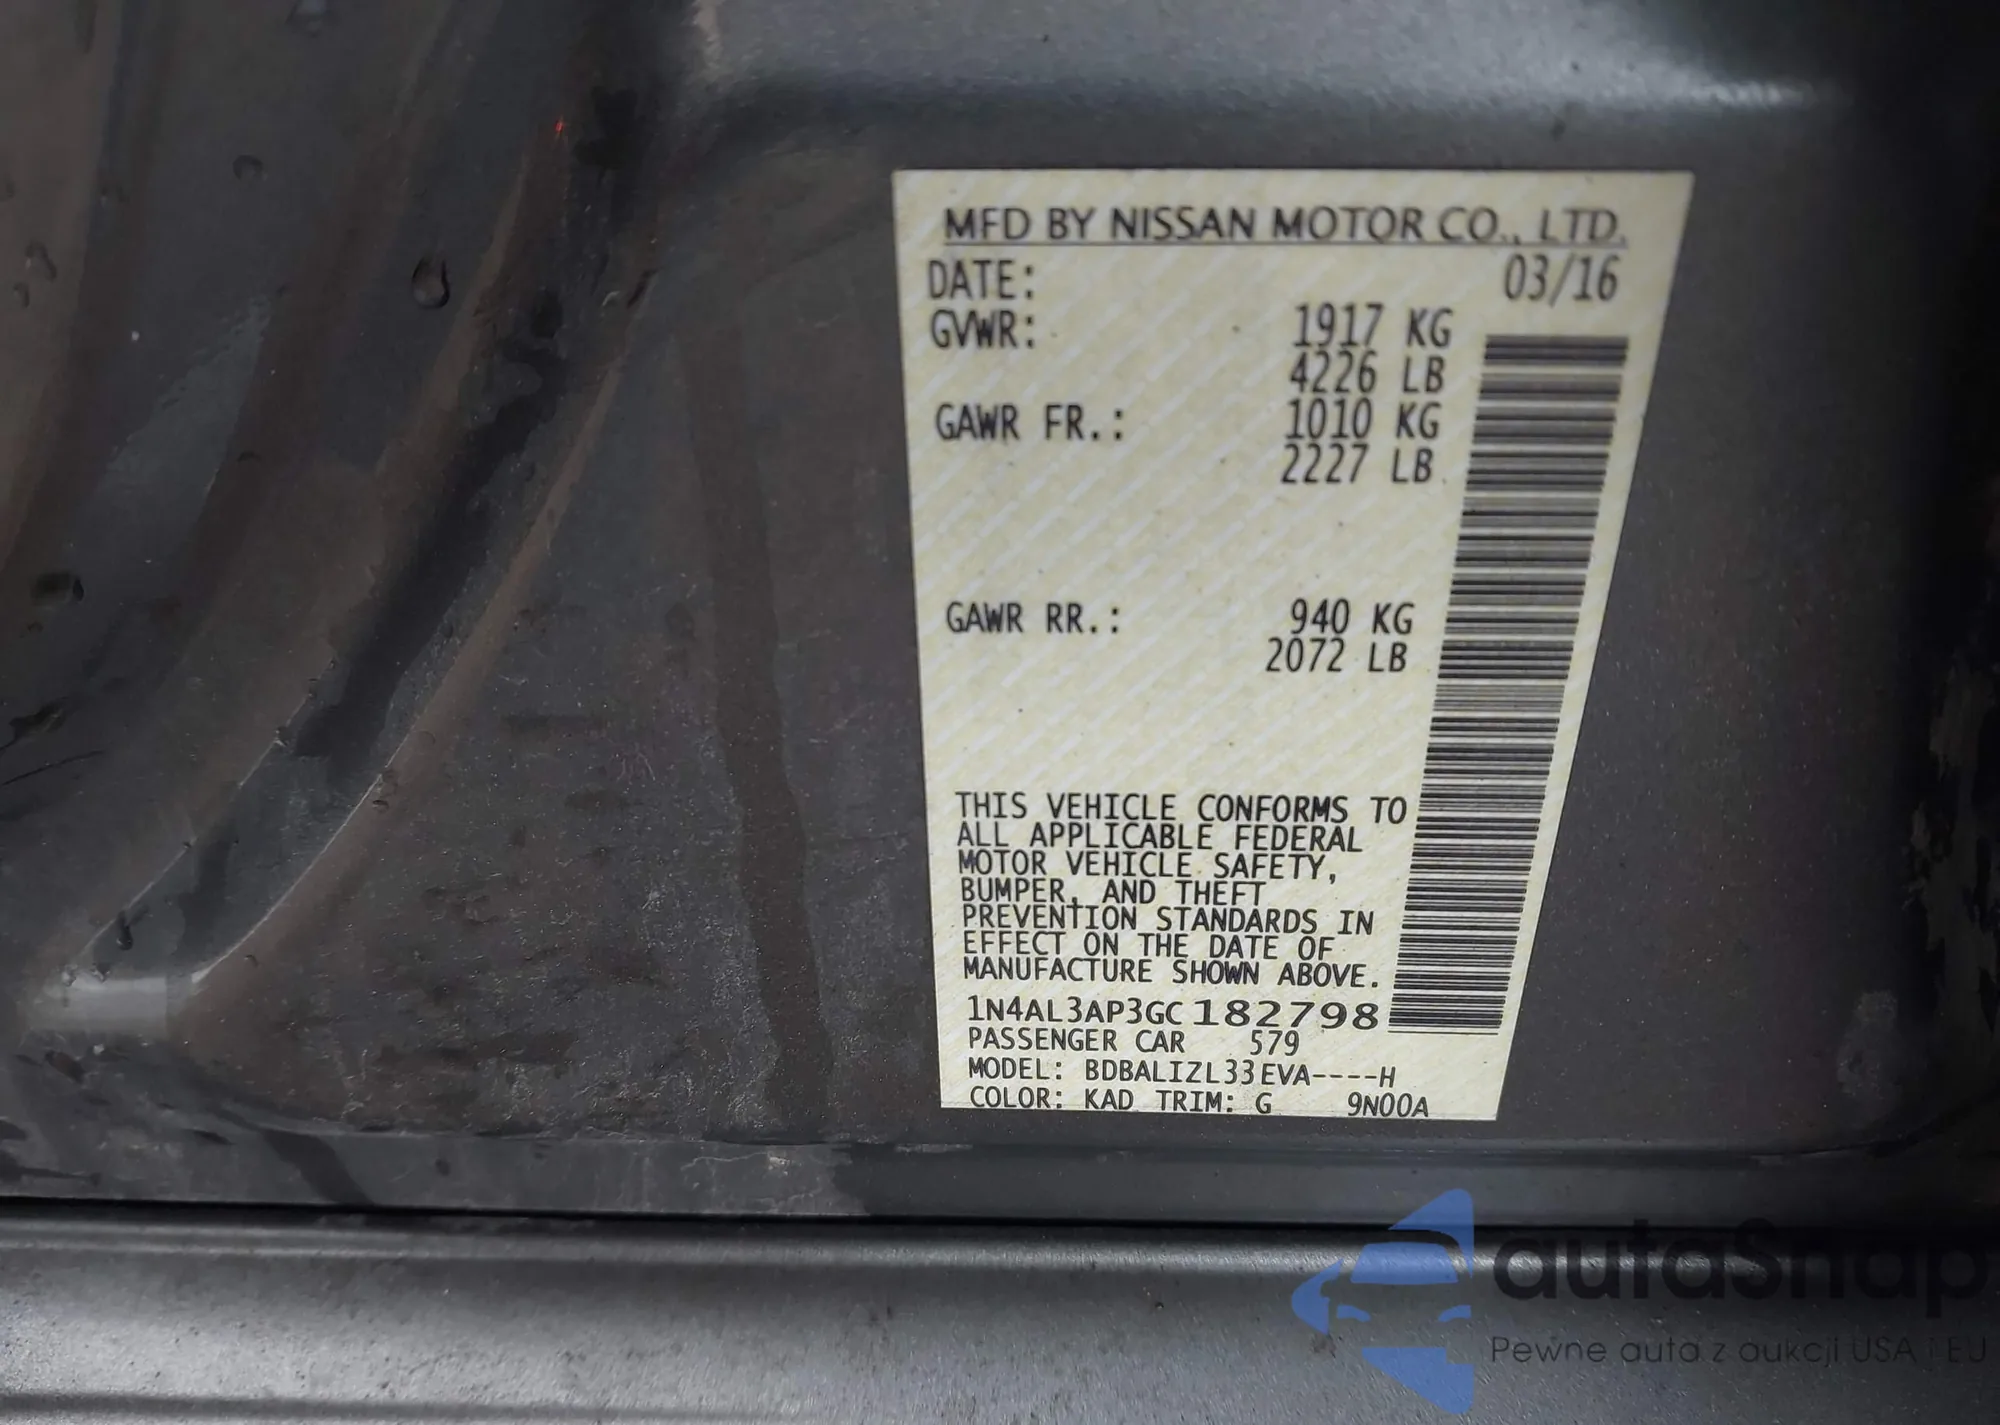 MFD BY NISSAN MOTOR CO., LTD.
DATE: 03/16
GVWR: 1917 KG
4226 LB
GAWR FR.: 1010 KG
2227 LB
GAWR RR.: 940 KG
2072 LB
THIS VEHICLE CONFORMS TO
ALL APPLICABLE FEDERAL
MOTOR VEHICLE SAFETY,
BUMPER, AND THEFT
PREVENTION STANDARDS IN
EFFECT ON THE DATE OF
MANUFACTURE SHOWN ABOVE.
1N4AL3AP3GC182798
PASSENGER CAR 579
MODEL: BDBALIZL33EVA----H
COLOR: KAD TRIM: G 9N00A
autaSnap
Pewne auta z aukcji USA i EU